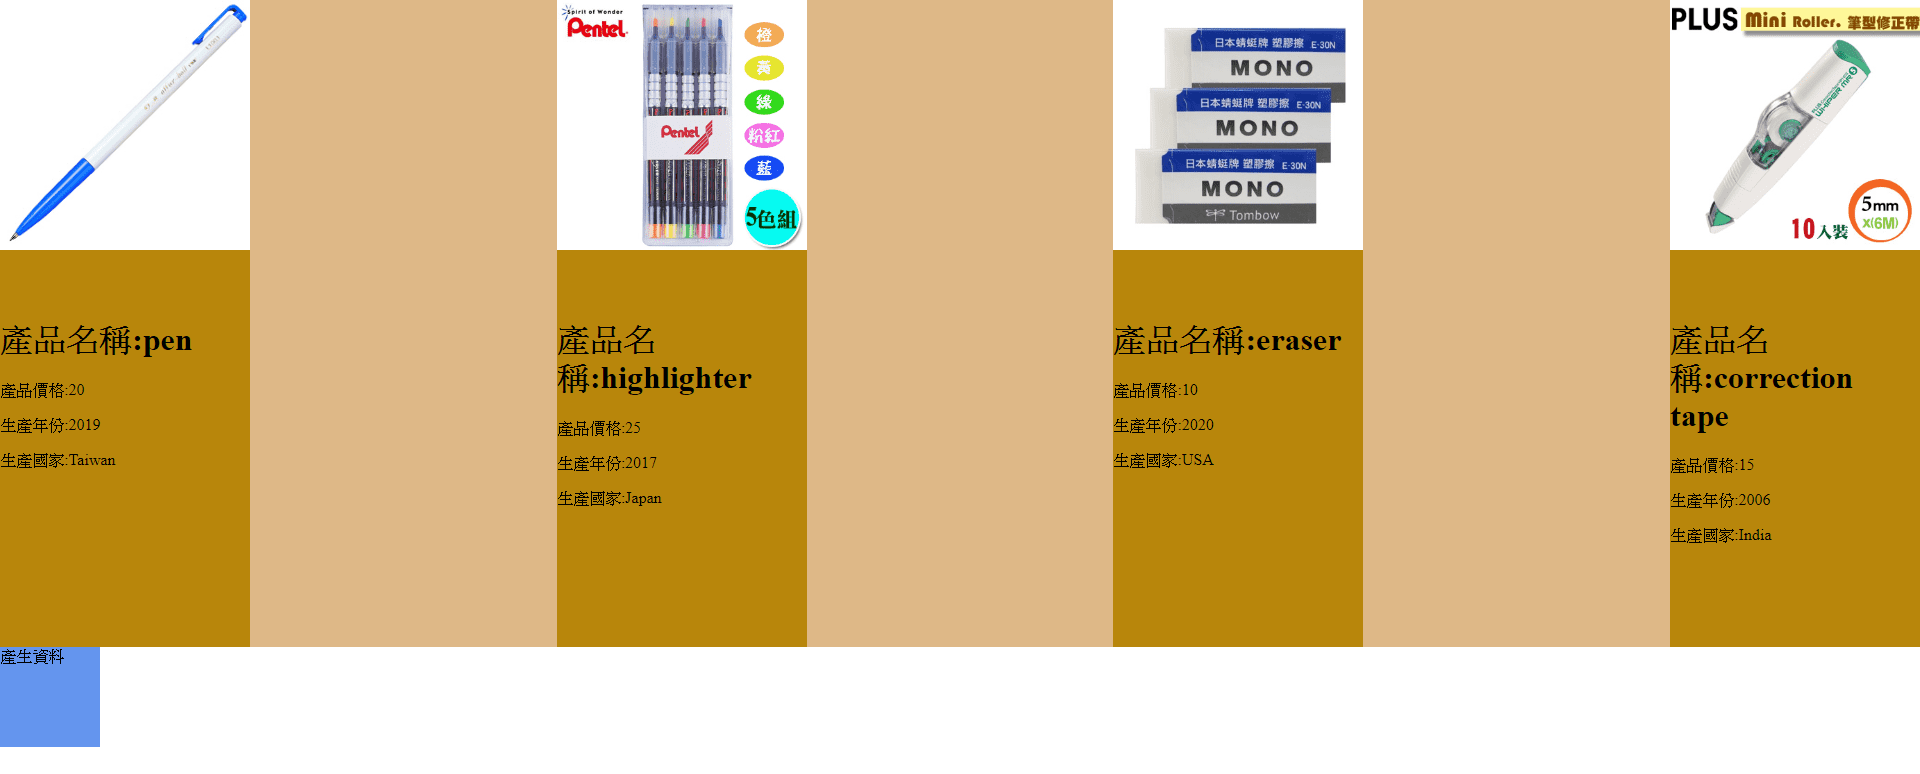 Spirit of Wonder
Pentel
橙
黃
綠
粉紅
藍
5色組
Pentel
日本蜻蜓牌 塑膠擦 E-30N
MONO
日本蜻蜓牌 塑膠擦 E-30N
MONO
日本蜻蜓牌 塑膠擦 E-30N
MONO
Tombow
PLUS Mini Roller. 筆型修正帶
WHIPER MR
5mm
x(6M)
10入裝
產品名稱:pen
產品價格:20
生產年份:2019
生產國家:Taiwan
產品名
稱:highlighter
產品價格:25
生產年份:2017
生產國家:Japan
產品名稱:eraser
產品價格:10
生產年份:2020
生產國家:USA
產品名
稱:correction
tape
產品價格:15
生產年份:2006
生產國家:India
產生資料